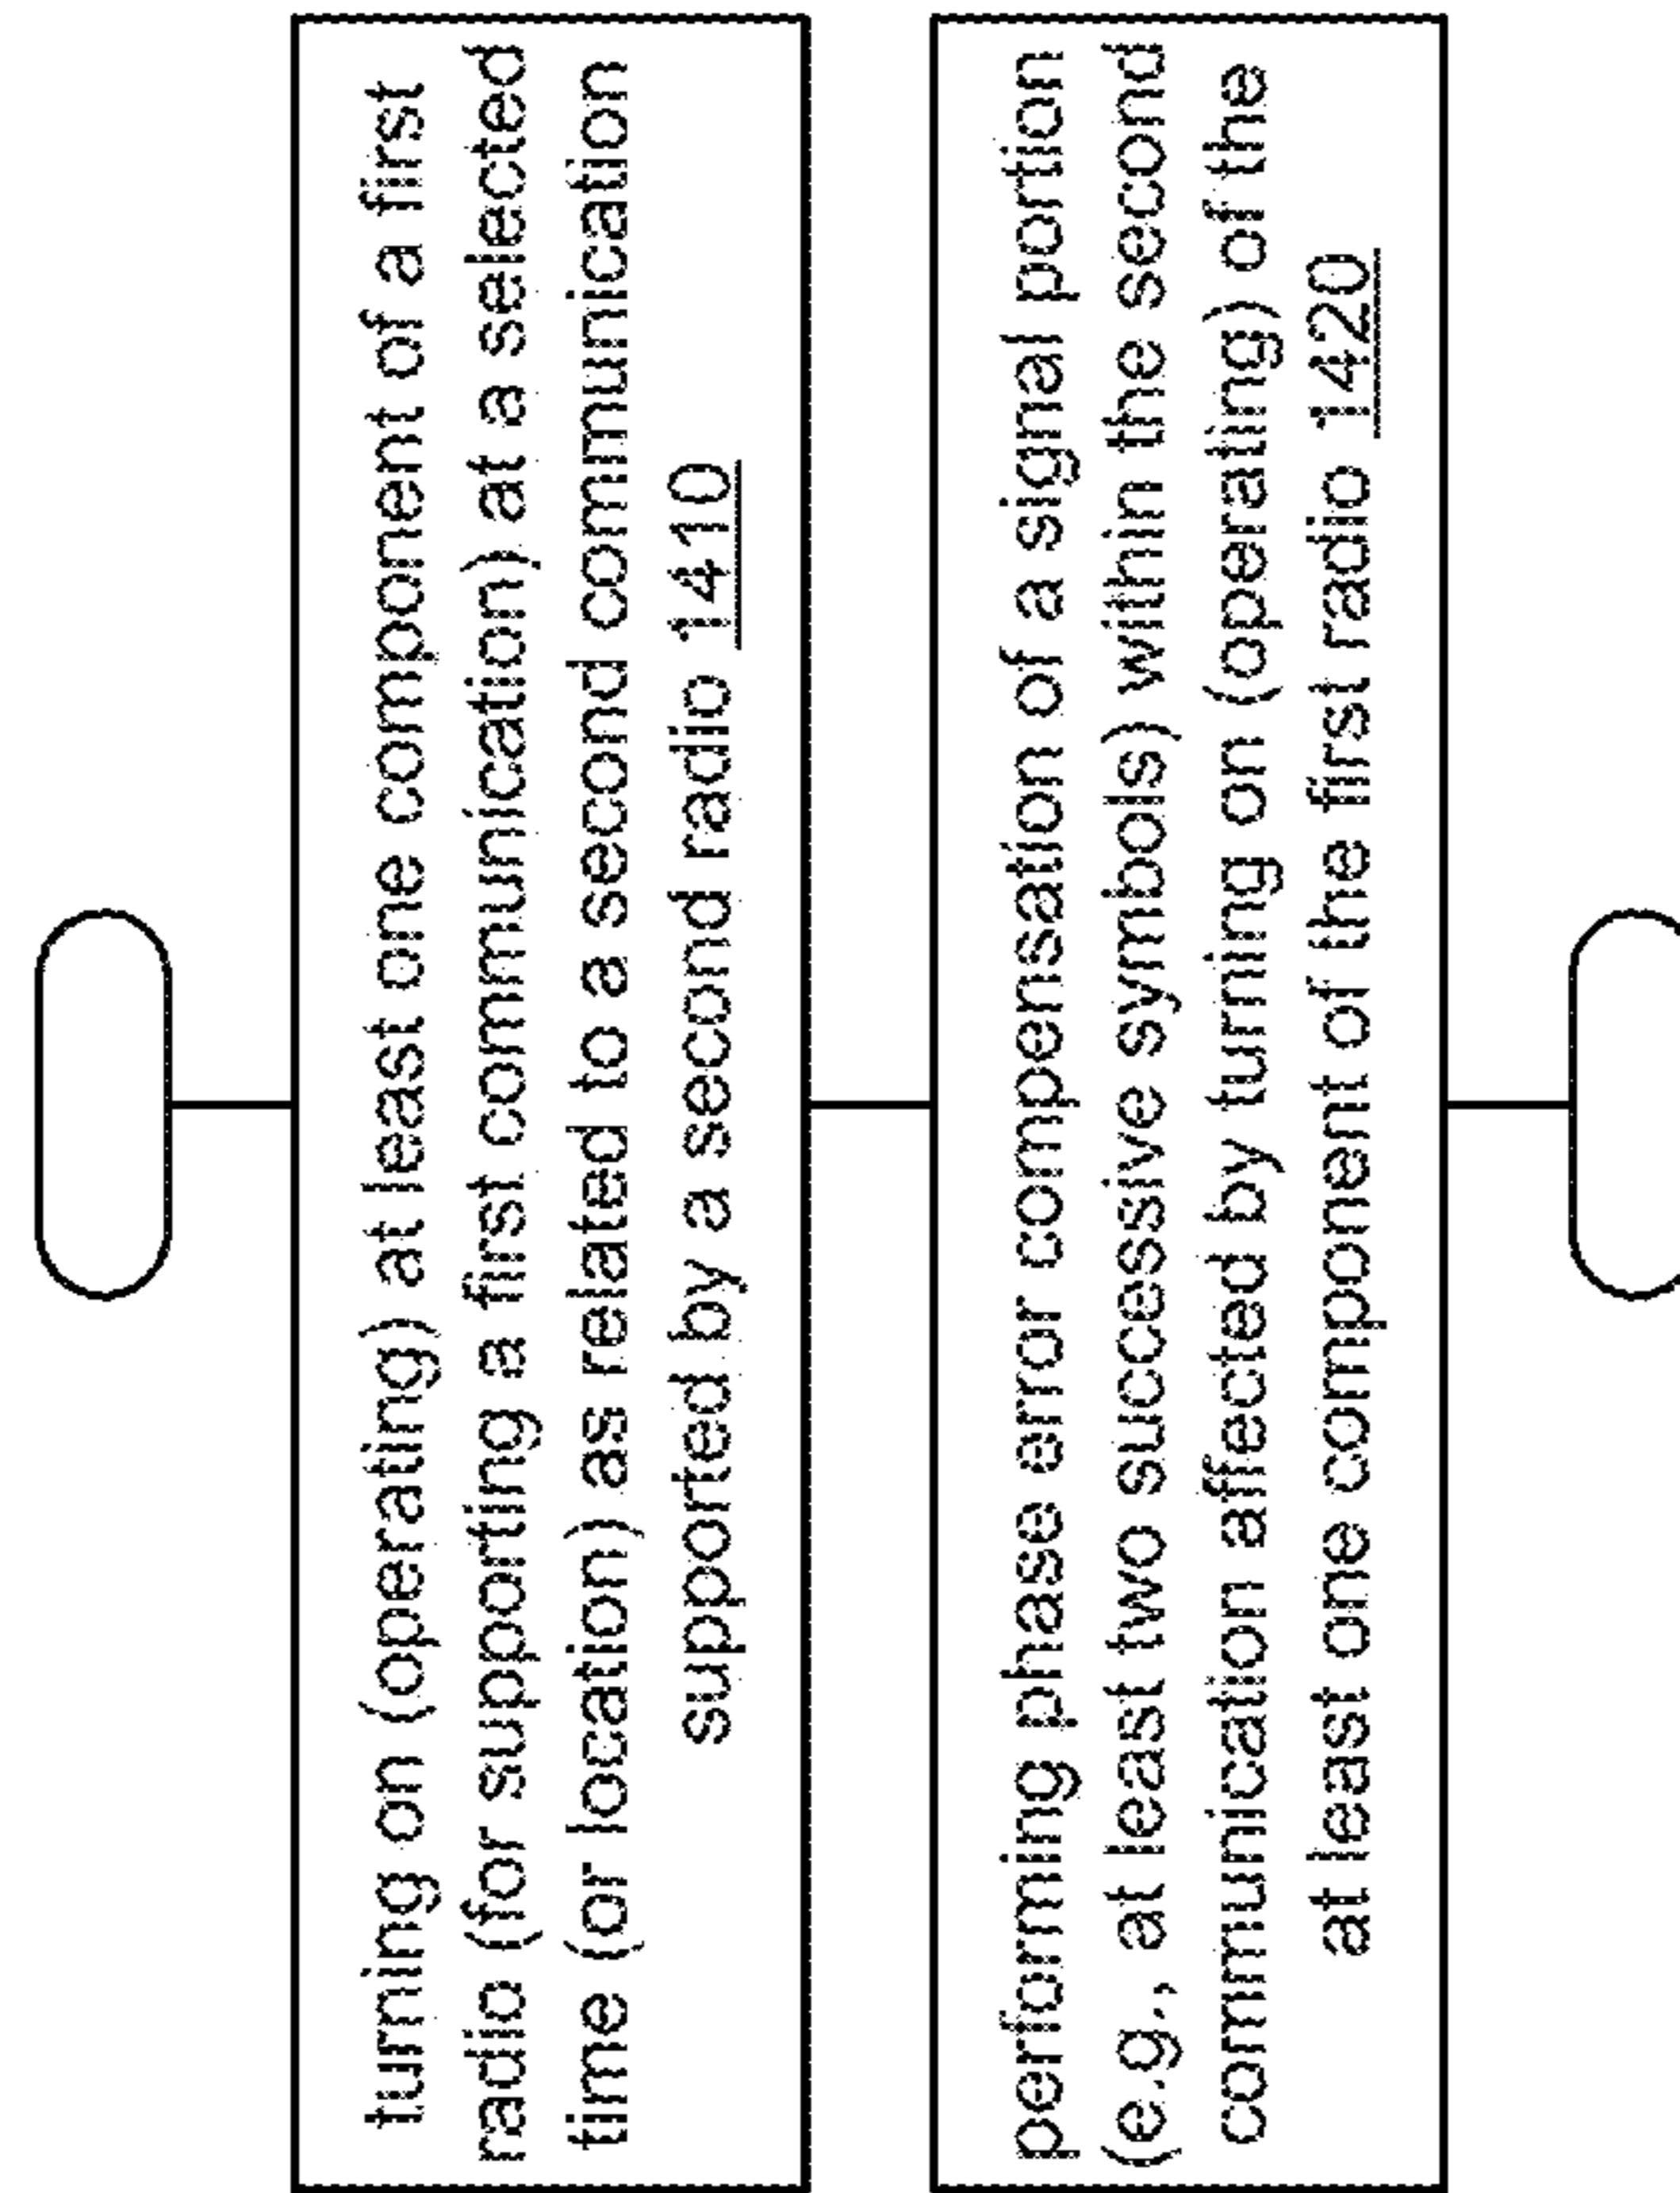 turning on (operating) at least one component of a first
radio (for supporting a first communication) at a selected
time (or location) as related to a second communication
supported by a second radio 1410
performing phase error compensation of a signal portion
(e.g., at least two successive symbols) within the second
communication affected by turning on (operating) of the
at least one component of the first radio 1420